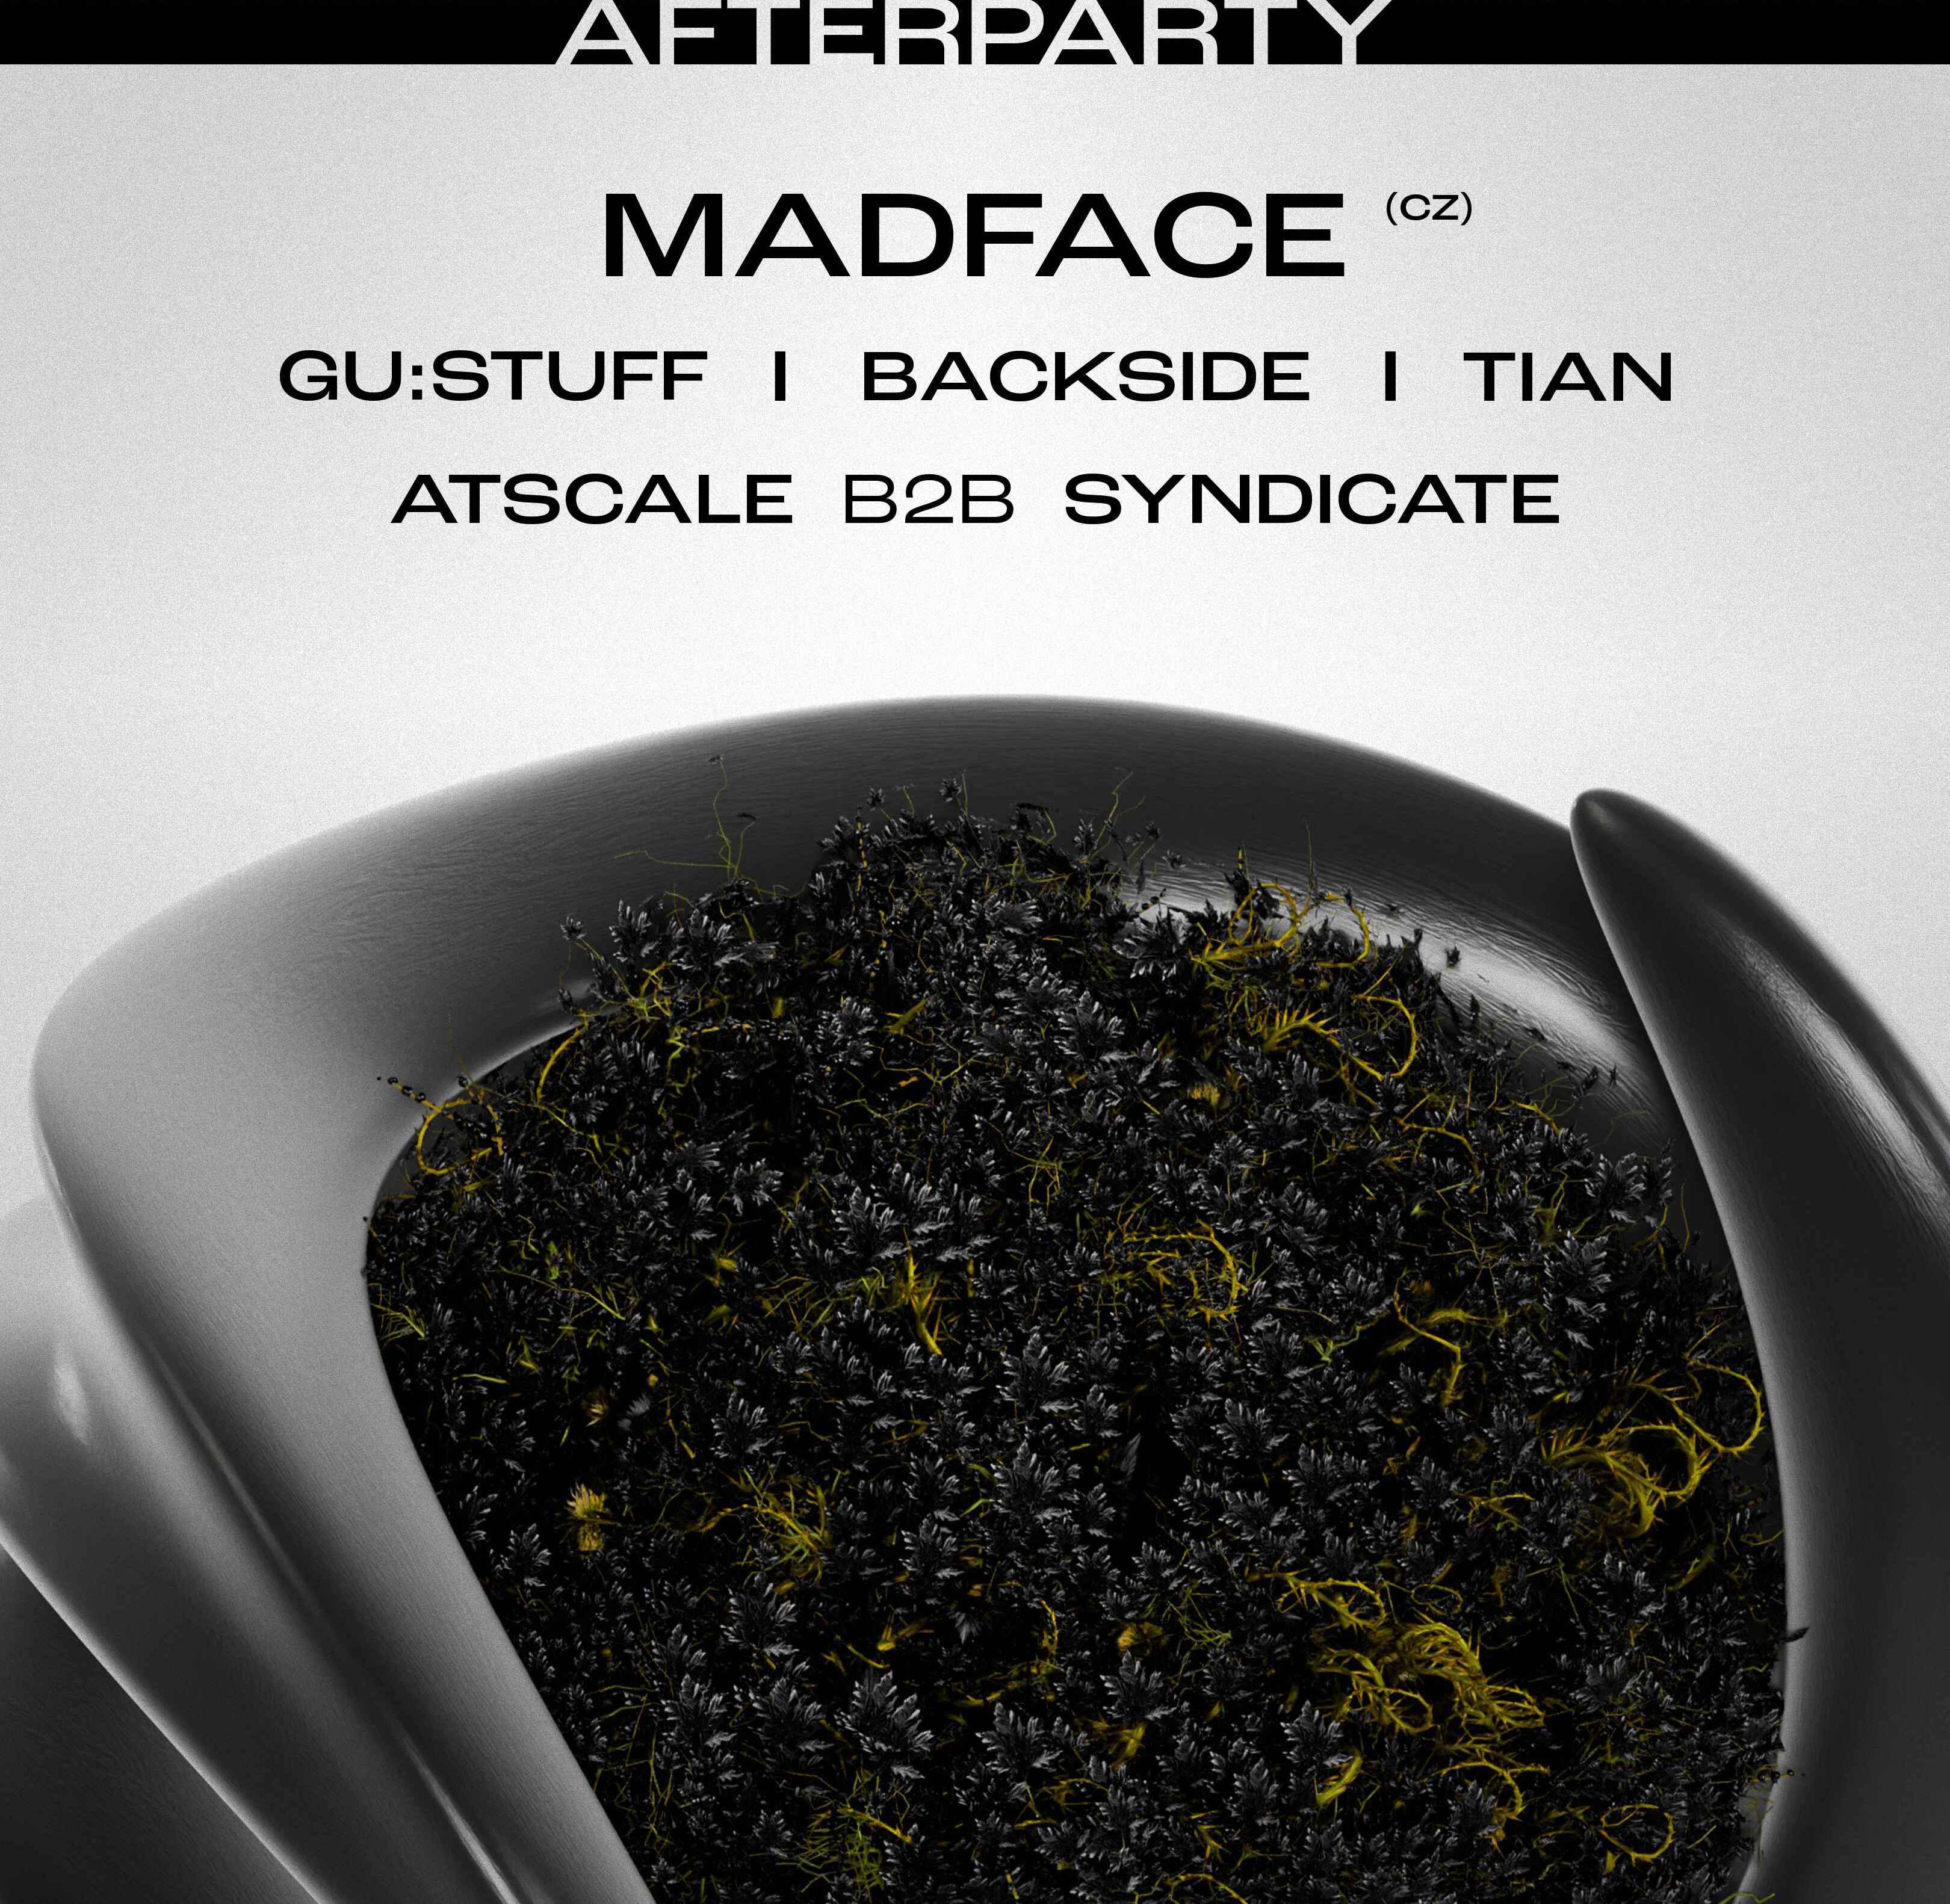 AFTERPARTY
MADFACE (CZ)
GU:STUFF | BACKSIDE | TIAN
ATSCALE B2B SYNDICATE